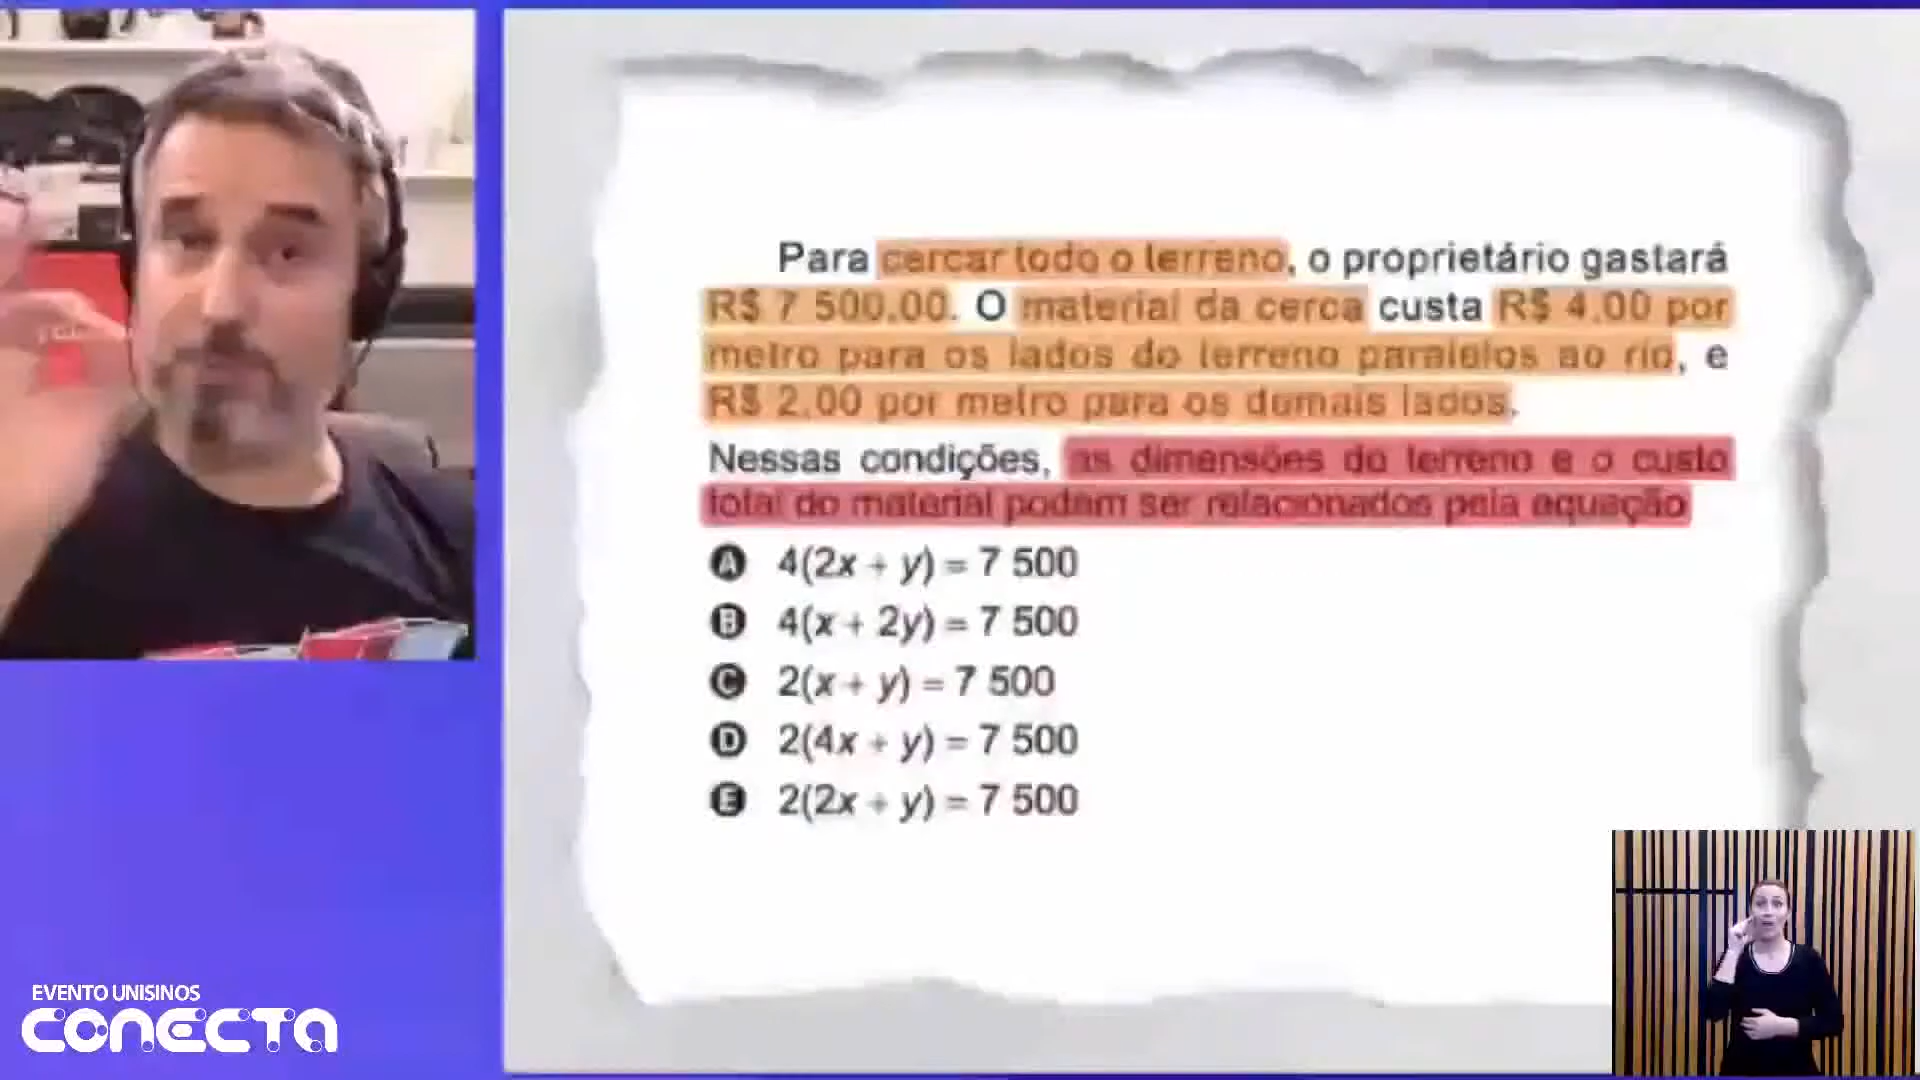 Para cercar todo o terreno, o proprietário gastará
R$ 7 500,00. O material da cerca custa R$ 4,00 por
metro para os lados do terreno paralelos ao rio, e
R$ 2,00 por metro para os demais lados.
Nessas condições, as dimensões do terreno e o custo
total do material podem ser relacionados pela equação
A 4(2x + y) = 7 500
B 4(x + 2y) = 7 500
C 2(x + y) = 7 500
D 2(4x + y) = 7 500
E 2(2x + y) = 7 500
EVENTO UNISINOS
CONECTA